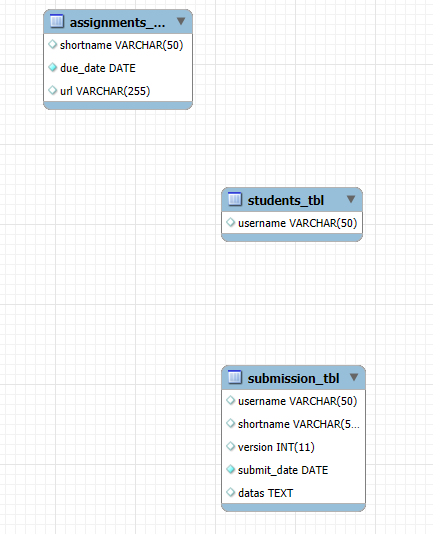 assignments_...
shortname VARCHAR(50)
due_date DATE
url VARCHAR(255)
students_tbl
username VARCHAR(50)
submission_tbl
username VARCHAR(50)
shortname VARCHAR(5...
version INT(11)
submit_date DATE
datas TEXT